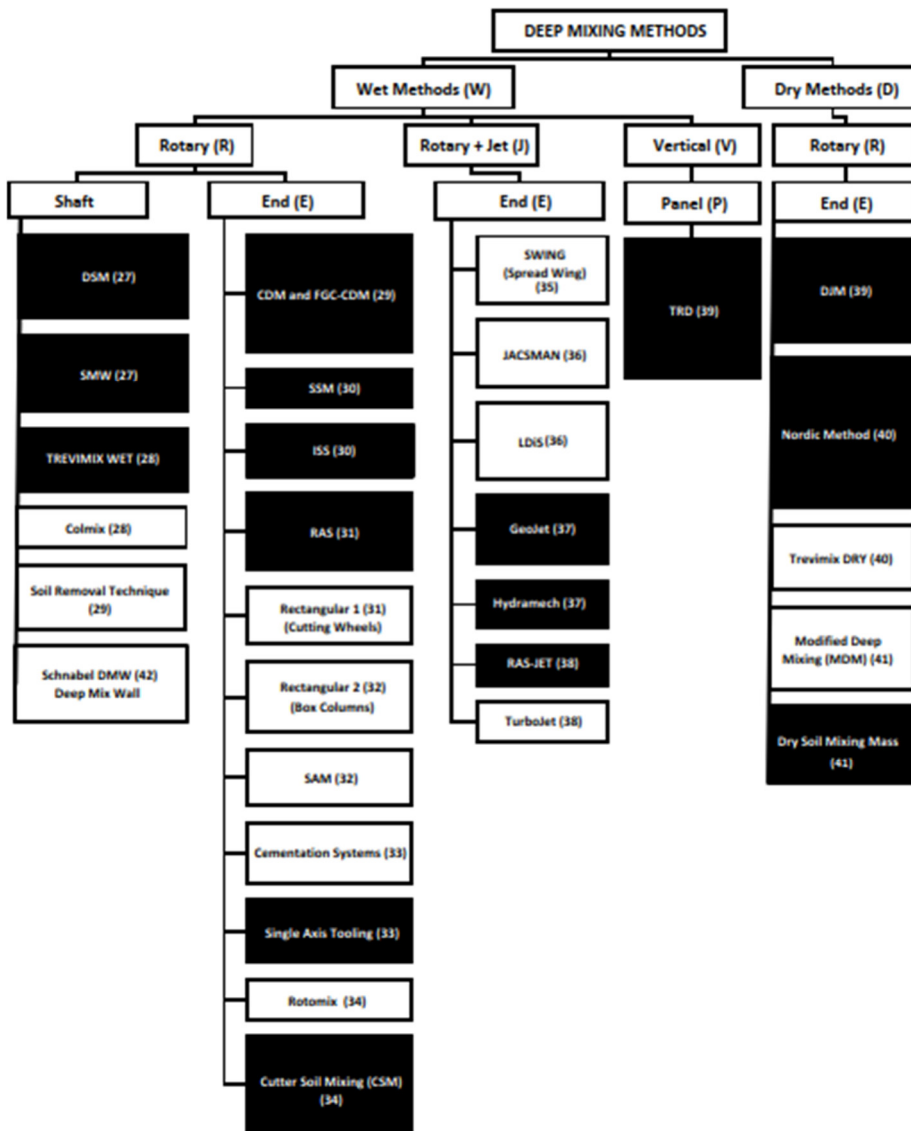 DEEP MIXING METHODS
Wet Methods (W)
Dry Methods (D)
Rotary (R)
Rotary + Jet (J)
Vertical (V)
Rotary (R)
Shaft
End (E)
End (E)
Panel (P)
End (E)
DSM (27)
SMW (27)
TREVIMIX WET (28)
Colmix (28)
Soil Removal Technique
(29)
Schnabel DMW (42)
Deep Mix Wall
CDM and FGC-CDM (29)
SSM (30)
ISS (30)
RAS (31)
Rectangular 1 (31)
(Cutting Wheels)
Rectangular 2 (32)
(Box Columns)
SAM (32)
Cementation Systems (33)
Single Axis Tooling (33)
Rotomix (34)
Cutter Soil Mixing (CSM)
(34)
SWING
(Spread Wing)
(35)
JACSMAN (36)
LDiS (36)
GeoJet (37)
Hydramech (37)
RAS-JET (38)
TurboJet (38)
TRD (39)
DJM (39)
Nordic Method (40)
Trevimix DRY (40)
Modified Deep
Mixing (MDM) (41)
Dry Soil Mixing Mass
(41)